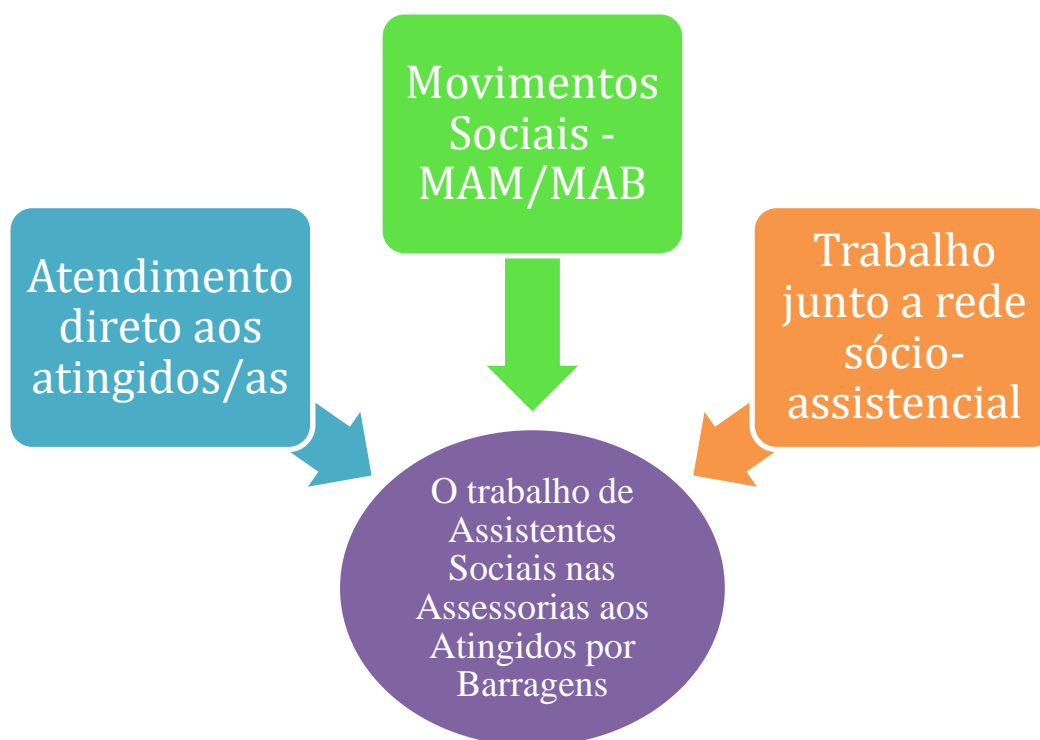 Movimentos
Sociais -
MAM/MAB
Atendimento
direto aos
atingidos/as
Trabalho
junto a rede
sócio-
assistencial
O trabalho de
Assistentes
Sociais nas
Assessorias aos
Atingidos por
Barragens